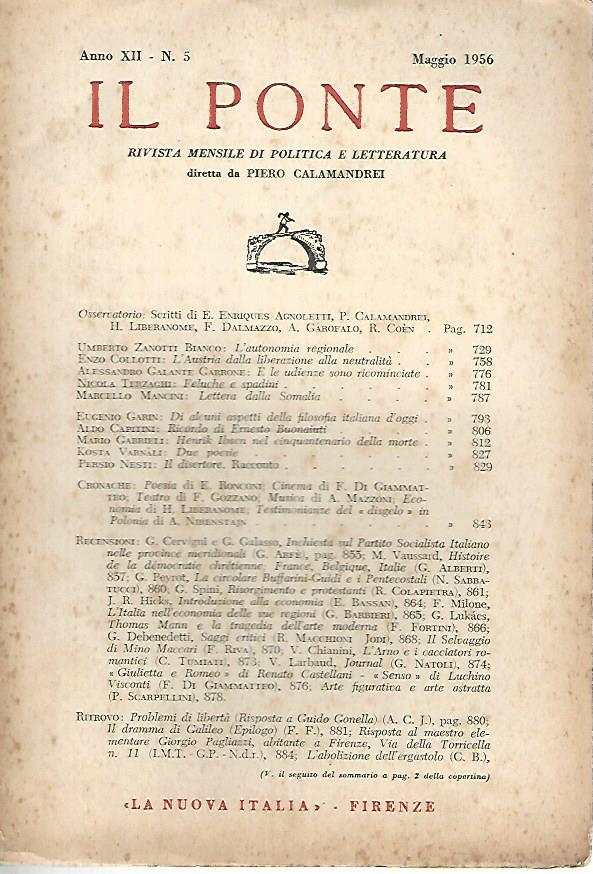 Anno XII - N. 5 Maggio 1956
IL PONTE
RIVISTA MENSILE DI POLITICA E LETTERATURA
diretta da PIERO CALAMANDREI
Osservatorio: Scritti di E. ENRIQUES AGNOLETTI, P. CALAMANDREI,
H. LIBERANOME, F. DALMAZZO, A. GAROFALO, R. COÈN . Pag. 712
UMBERTO ZANOTTI BIANCO: L'autonomia regionale . . » 729
ENZO COLLOTTI: L'Austria dalla liberazione alla neutralità . » 758
ALESSANDRO GALANTE GARRONE: E le udienze sono ricominciate . » 776
NICOLA TERZAGHI: Feluche e spadini . . . . » 781
MARCELLO MANCINI: Lettera dalla Somalia . . . » 787
EUGENIO GARIN: Di alcuni aspetti della filosofia italiana d'oggi . » 793
ALDO CAPITINI: Ricordo di Ernesto Buonaiuti . . » 806
MARIO GABRIELI: Henrik Ibsen nel cinquantenario della morte . » 812
KOSTA VARNALI: Due poesie . . . . . » 827
PERSIO NESTI: Il disertore. Racconto . . . . . » 829
CRONACHE: Poesia di E. RONCONI; Cinema di F. DI GIAMMAT-
TEO; Teatro di F. GOZZANO; Musica di A. MAZZONI; Eco-
nomia di H. LIBERANOME; Testimonianze del « disgelo » in
Polonia di A. NIRENSTAJN . . . . . » 843
RECENSIONI: G. Cervigni e G. Galasso, Inchiesta sul Partito Socialista Italiano
nelle province meridionali (G. ARFÈ), pag. 855; M. Vaussard, Histoire
de la démocratie chrétienne. France, Belgique, Italie (G. ALBERTI),
857; G. Peyrot, La circolare Buffarini-Guidi e i Pentecostali (N. SABBA-
TUCCI), 860; G. Spini, Risorgimento e protestanti (R. COLAPIETRA), 861;
J. R. Hicks, Introduzione alla economia (E. BASSAN), 864; F. Milone,
L'Italia nell'economia delle sue regioni (G. BARBIERI), 865; G. Lukács,
Thomas Mann e la tragedia dell'arte moderna (F. FORTINI), 866;
G. Debenedetti, Saggi critici (R. MACCHIONI JODI), 868; Il Selvaggio
di Mino Maccari (F. RIVA), 870; V. Chianini, L'Arno e i cacciatori ro-
mantici (C. TUMIATI), 873; V. Larbaud, Journal (G. NATOLI), 874;
« Giulietta e Romeo » di Renato Castellani - « Senso » di Luchino
Visconti (F. DI GIAMMATTEO), 876; Arte figurativa e arte astratta
(P. SCARPELLINI), 878.
RITROVO: Problemi di libertà (Risposta a Guido Gonella) (A. C. J.), pag. 880;
Il dramma di Galileo (Epilogo) (F. F.), 881; Risposta al maestro ele-
mentare Giorgio Pagliazzi, abitante a Firenze, Via della Torricella
n. 11 (I.M.T. - G.P. - N.d.r.), 884; L'abolizione dell'ergastolo (C. B.),
(V. il seguito del sommario a pag. 2 della copertina)
«LA NUOVA ITALIA» - FIRENZE